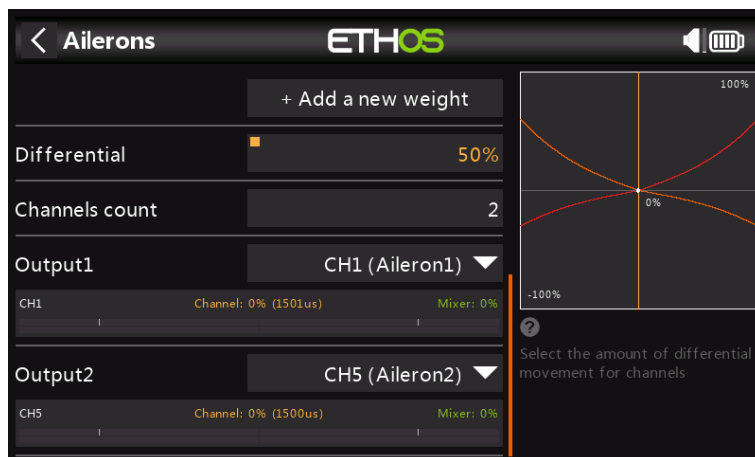 Ailerons
ETHOS
+ Add a new weight
Differential
50%
Channels count
2
Output1
CH1 (Aileron1)
CH1
Channel: 0% (1501us)
Mixer: 0%
Output2
CH5 (Aileron2)
CH5
Channel: 0% (1500us)
Mixer: 0%
100%
0%
-100%
?
Select the amount of differential
movement for channels